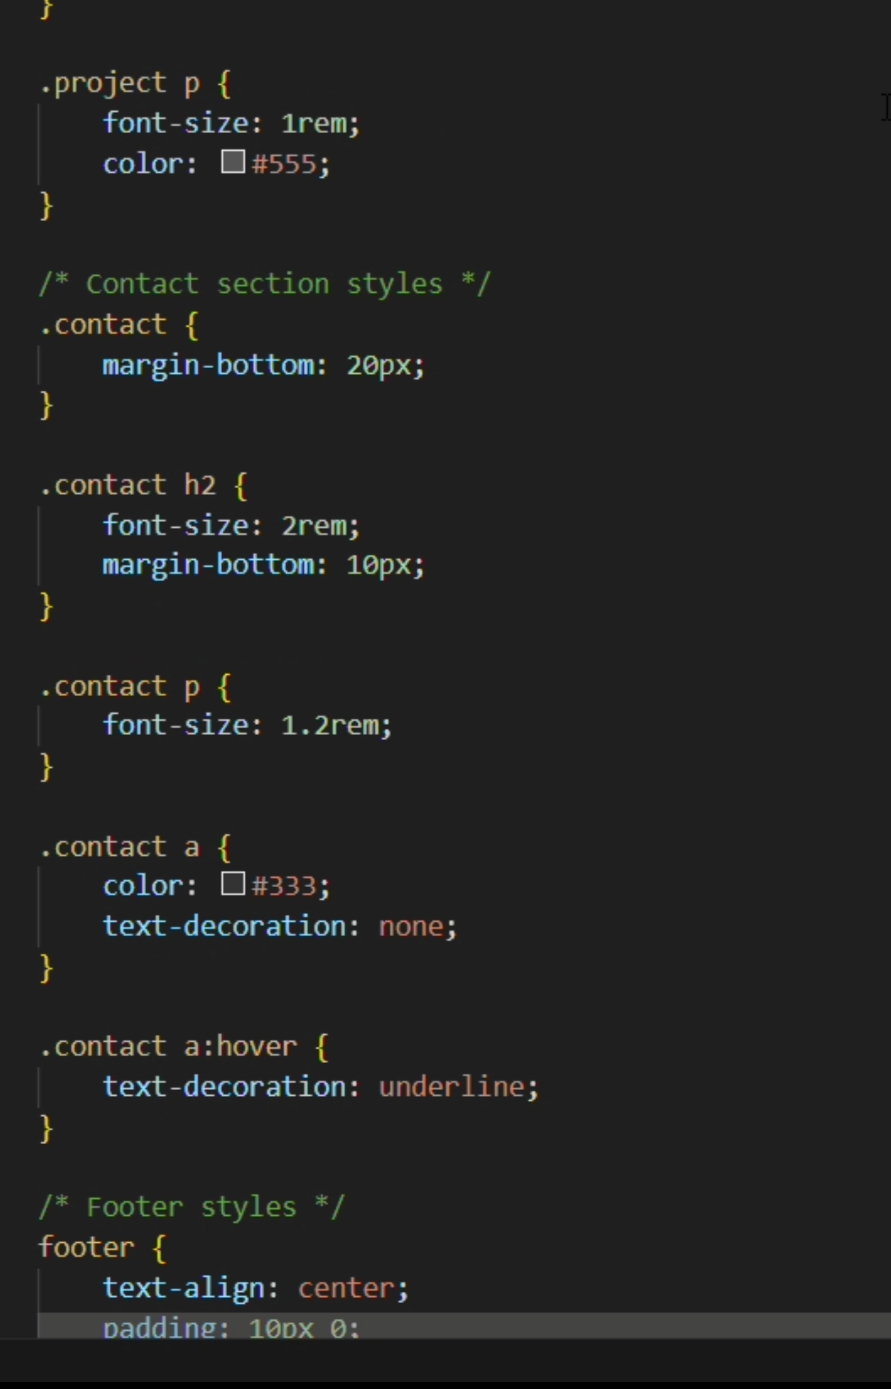 }
.project p {
    font-size: 1rem;
    color: #555;
}
/* Contact section styles */
.contact {
    margin-bottom: 20px;
}
.contact h2 {
    font-size: 2rem;
    margin-bottom: 10px;
}
.contact p {
    font-size: 1.2rem;
}
.contact a {
    color: #333;
    text-decoration: none;
}
.contact a:hover {
    text-decoration: underline;
}
/* Footer styles */
footer {
    text-align: center;
    padding: 10px 0;